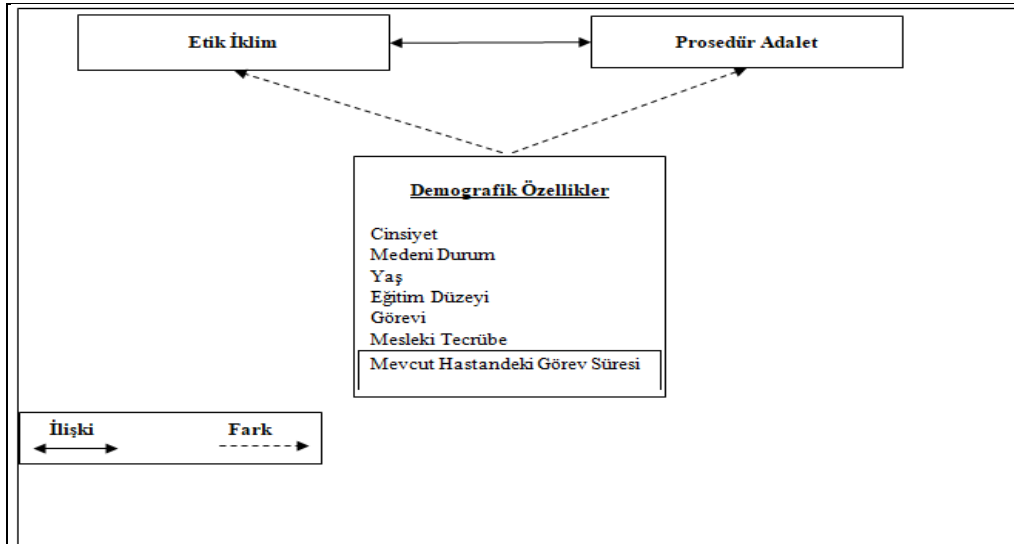 Etik İklim
Prosedür Adalet
Demografik Özellikler
Cinsiyet
Medeni Durum
Yaş
Eğitim Düzeyi
Görevi
Mesleki Tecrübe
Mevcut Hastandeki Görev Süresi
İlişki
Fark